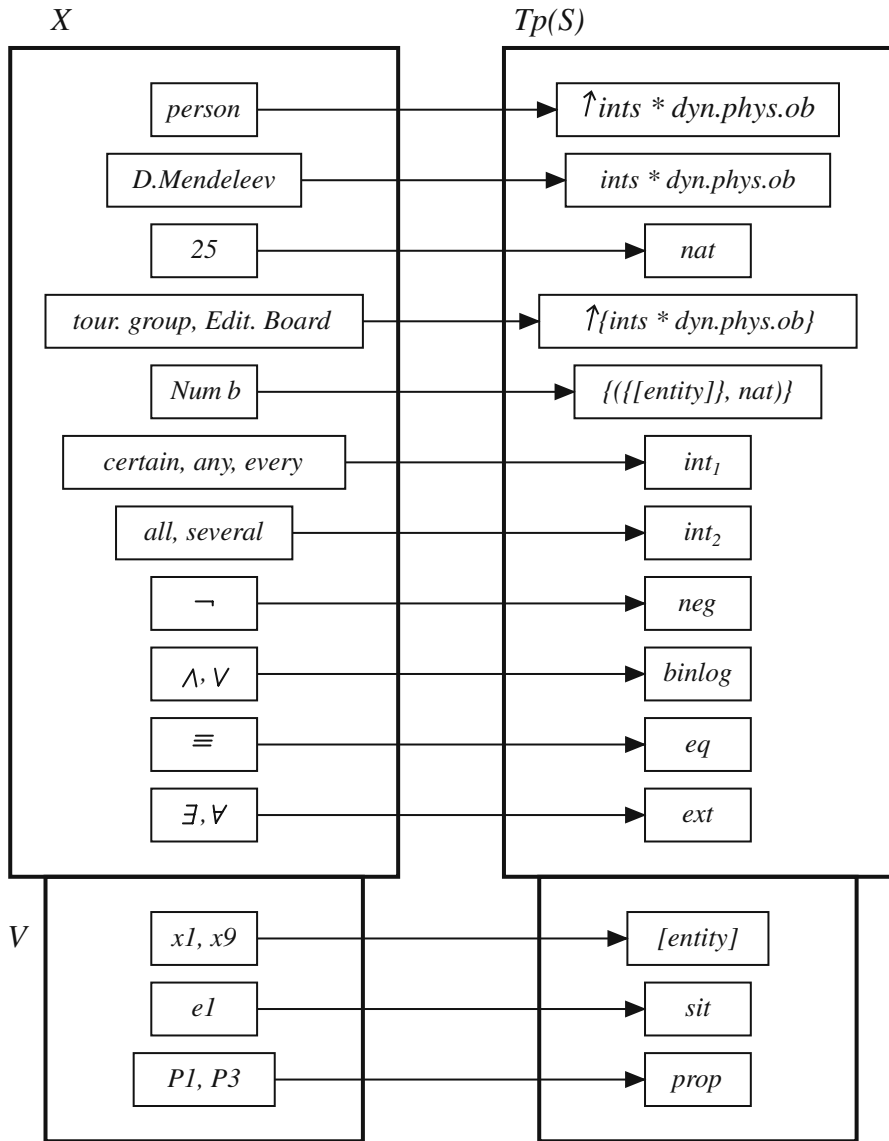 X Tp(S)
person ↑ints * dyn.phys.ob
D.Mendeleev ints * dyn.phys.ob
25 nat
tour. group, Edit. Board ↑{ints * dyn.phys.ob}
Num b {({[entity]}, nat)}
certain, any, every int₁
all, several int₂
¬ neg
∧, ∨ binlog
≡ eq
∃, ∀ ext
V x1, x9 [entity]
e1 sit
P1, P3 prop